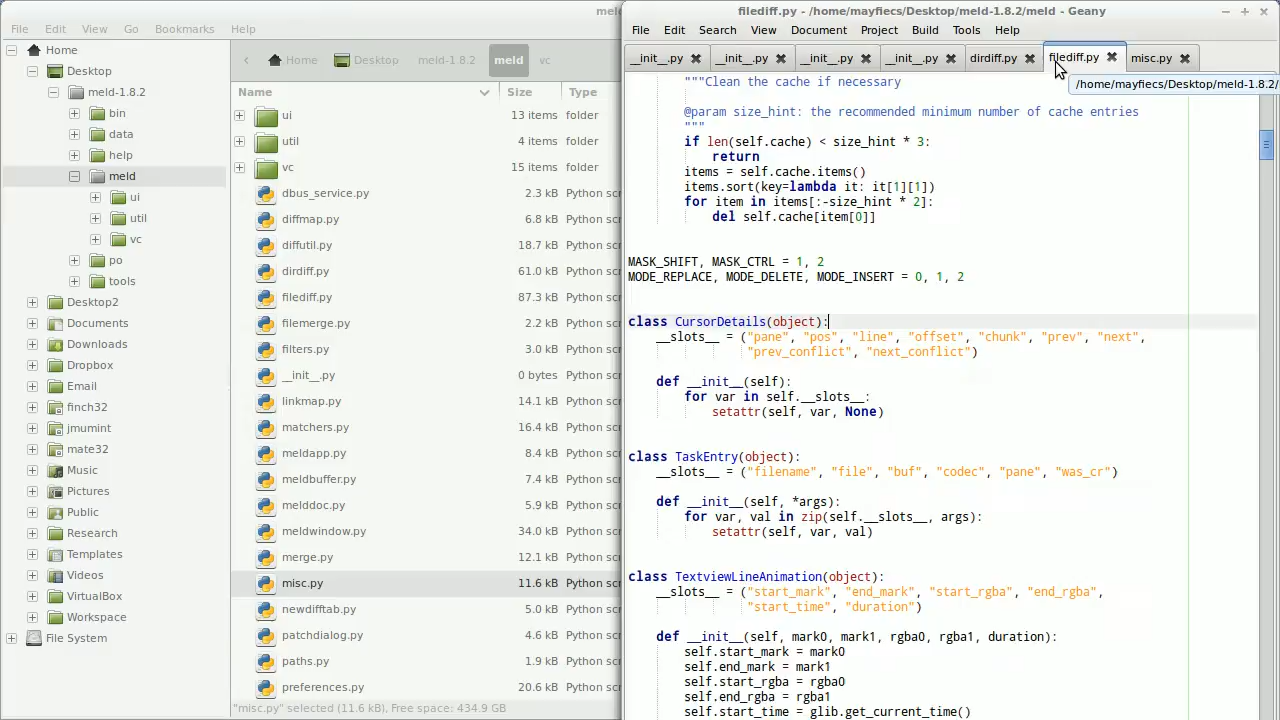 me
File Edit View Go Bookmarks Help
Home
Desktop
meld-1.8.2
bin
data
help
meld
ui
util
vc
po
tools
Desktop2
Documents
Downloads
Dropbox
Email
finch32
jmumint
mate32
Music
Pictures
Public
Research
Templates
Videos
VirtualBox
Workspace
File System
Home Desktop meld-1.8.2 meld vc
Name Size Type
ui 13 items folder
util 4 items folder
vc 15 items folder
dbus_service.py 2.3 kB Python scr
diffmap.py 6.8 kB Python scr
diffutil.py 18.7 kB Python scr
dirdiff.py 61.0 kB Python scr
filediff.py 87.3 kB Python scr
filemerge.py 2.2 kB Python scr
filters.py 3.0 kB Python scr
__init__.py 0 bytes Python scr
linkmap.py 14.1 kB Python scr
matchers.py 16.4 kB Python scr
meldapp.py 8.4 kB Python scr
meldbuffer.py 7.4 kB Python scr
melddoc.py 5.9 kB Python scr
meldwindow.py 34.0 kB Python scr
merge.py 12.1 kB Python scr
misc.py 11.6 kB Python scr
newdifftab.py 5.0 kB Python scr
patchdialog.py 4.6 kB Python scr
paths.py 1.9 kB Python scr
preferences.py 20.6 kB Python scr
"misc.py" selected (11.6 kB), Free space: 434.9 GB
filediff.py - /home/mayfiecs/Desktop/meld-1.8.2/meld - Geany
File Edit Search View Document Project Build Tools Help
__init__.py __init__.py __init__.py __init__.py dirdiff.py filediff.py misc.py
/home/mayfiecs/Desktop/meld-1.8.2/
"""Clean the cache if necessary
@param size_hint: the recommended minimum number of cache entries
"""
if len(self.cache) < size_hint * 3:
return
items = self.cache.items()
items.sort(key=lambda it: it[1][1])
for item in items[:-size_hint * 2]:
del self.cache[item[0]]
MASK_SHIFT, MASK_CTRL = 1, 2
MODE_REPLACE, MODE_DELETE, MODE_INSERT = 0, 1, 2
class CursorDetails(object):
__slots__ = ("pane", "pos", "line", "offset", "chunk", "prev", "next",
"prev_conflict", "next_conflict")
def __init__(self):
for var in self.__slots__:
setattr(self, var, None)
class TaskEntry(object):
__slots__ = ("filename", "file", "buf", "codec", "pane", "was_cr")
def __init__(self, *args):
for var, val in zip(self.__slots__, args):
setattr(self, var, val)
class TextviewLineAnimation(object):
__slots__ = ("start_mark", "end_mark", "start_rgba", "end_rgba",
"start_time", "duration")
def __init__(self, mark0, mark1, rgba0, rgba1, duration):
self.start_mark = mark0
self.end_mark = mark1
self.start_rgba = rgba0
self.end_rgba = rgba1
self.start_time = glib.get_current_time()